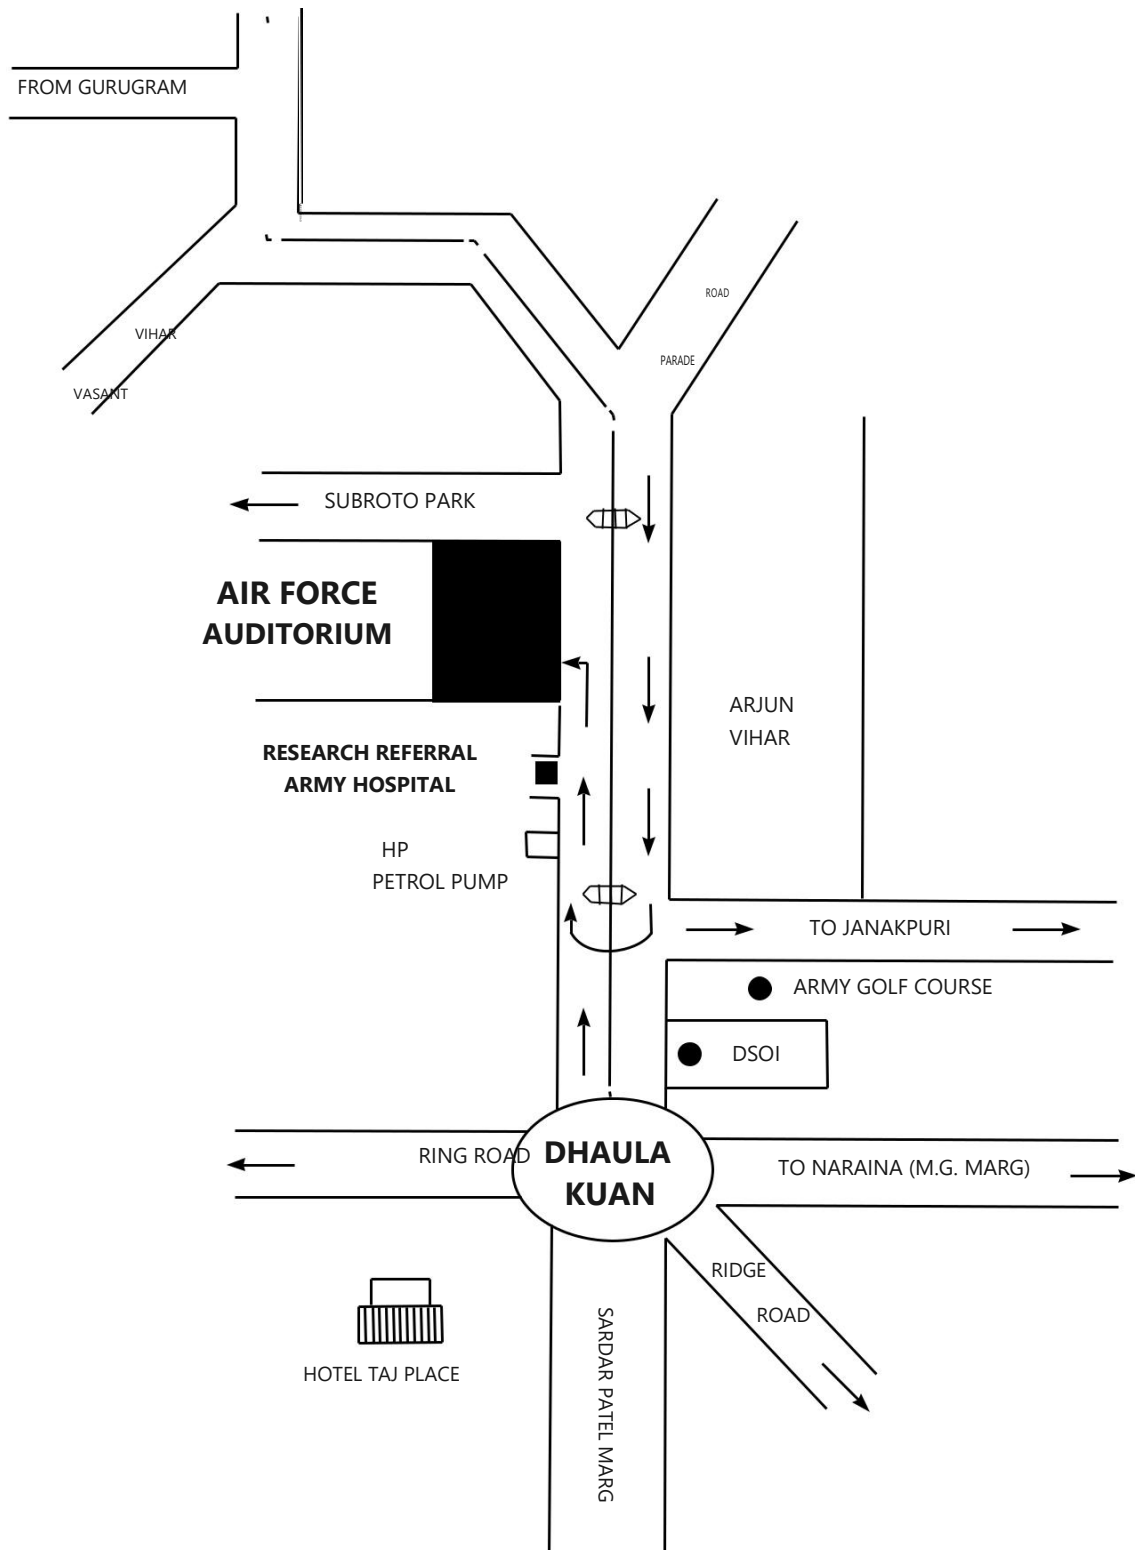 FROM GURUGRAM
ROAD
VIHAR
PARADE
VASANT
SUBROTO PARK
AIR FORCE
AUDITORIUM
ARJUN
VIHAR
RESEARCH REFERRAL
ARMY HOSPITAL
HP
PETROL PUMP
TO JANAKPURI
ARMY GOLF COURSE
DSOI
RING ROAD
DHAULA
KUAN
TO NARAINA (M.G. MARG)
RIDGE
ROAD
SARDAR PATEL MARG
HOTEL TAJ PLACE